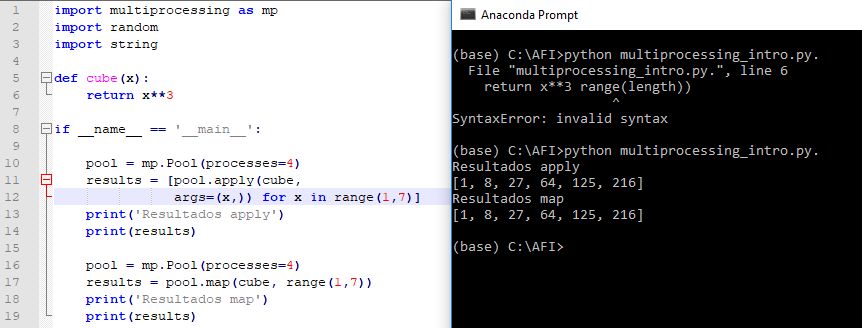 1 import multiprocessing as mp
2 import random
3 import string
4
5 def cube(x):
6     return x**3
7
8 if __name__ == '__main__':
9
10     pool = mp.Pool(processes=4)
11     results = [pool.apply(cube,
12                args=(x,)) for x in range(1,7)]
13     print('Resultados apply')
14     print(results)
15
16     pool = mp.Pool(processes=4)
17     results = pool.map(cube, range(1,7))
18     print('Resultados map')
19     print(results)
Anaconda Prompt
(base) C:\AFI>python multiprocessing_intro.py.
  File "multiprocessing_intro.py.", line 6
    return x**3 range(length))
                    ^
SyntaxError: invalid syntax
(base) C:\AFI>python multiprocessing_intro.py.
Resultados apply
[1, 8, 27, 64, 125, 216]
Resultados map
[1, 8, 27, 64, 125, 216]
(base) C:\AFI>